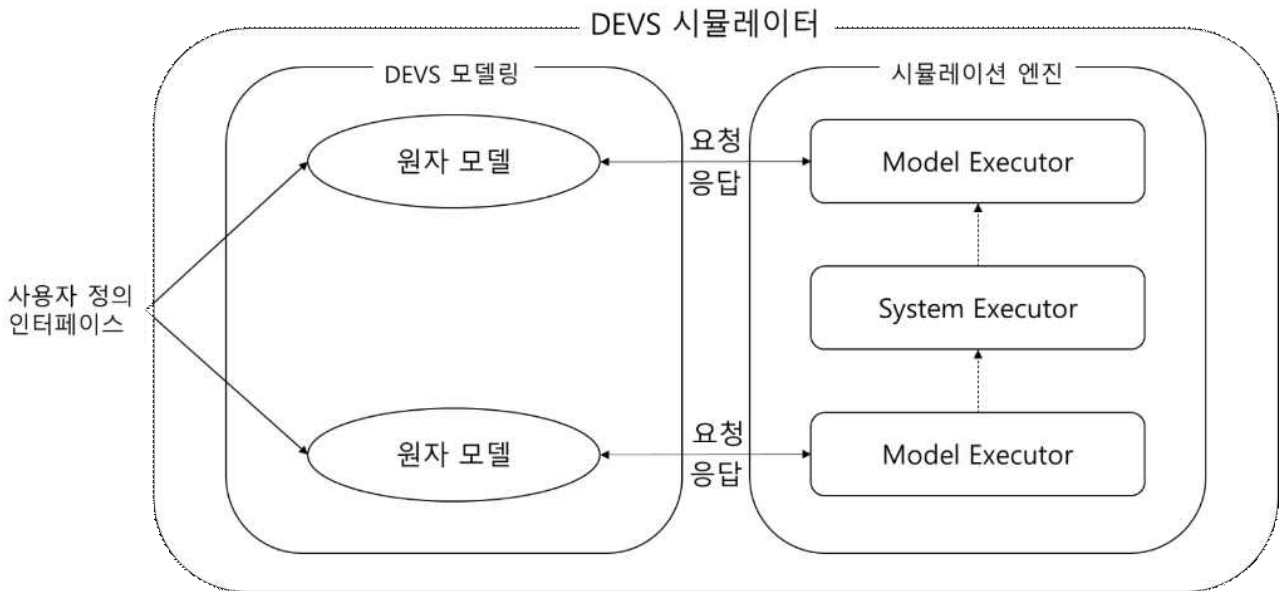 DEVS 시뮬레이터
DEVS 모델링
시뮬레이션 엔진
원자 모델
요청
응답
Model Executor
사용자 정의
인터페이스
System Executor
원자 모델
요청
응답
Model Executor